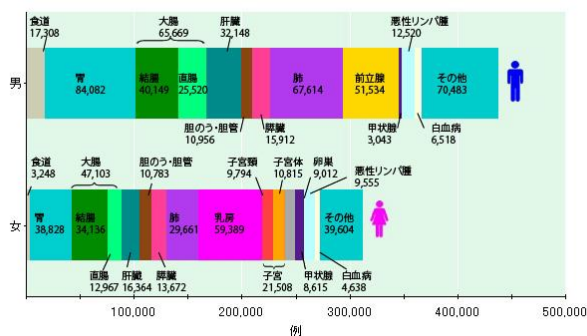 食道
17,308
大腸
65,669
肝臓
32,148
悪性リンパ腫
12,520
男
胃
84,082
結腸
40,149
直腸
25,520
肺
67,614
前立腺
51,534
その他
70,483
胆のう・胆管
10,956
膵臓
15,912
甲状腺
3,043
白血病
6,518
食道
3,248
大腸
47,103
胆のう・胆管
10,783
子宮頸
9,794
子宮体
10,815
卵巣
9,012
悪性リンパ腫
9,555
女
胃
38,828
結腸
34,136
肺
29,661
乳房
59,389
その他
39,604
直腸
12,967
肝臓
16,364
膵臓
13,672
子宮
21,508
甲状腺
8,615
白血病
4,638
100,000 200,000 300,000 400,000 500,000
例